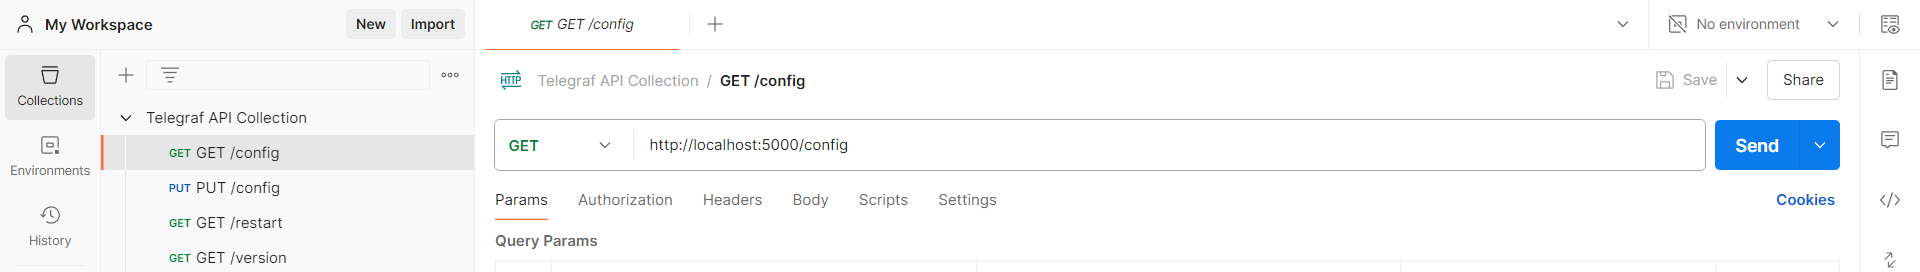 My Workspace New Import
GET GET /config
No environment
Collections
Environments
History
Telegraf API Collection
GET GET /config
PUT PUT /config
GET GET /restart
GET GET /version
HTTP Telegraf API Collection / GET /config
Save Share
GET http://localhost:5000/config Send
Params Authorization Headers Body Scripts Settings Cookies
Query Params